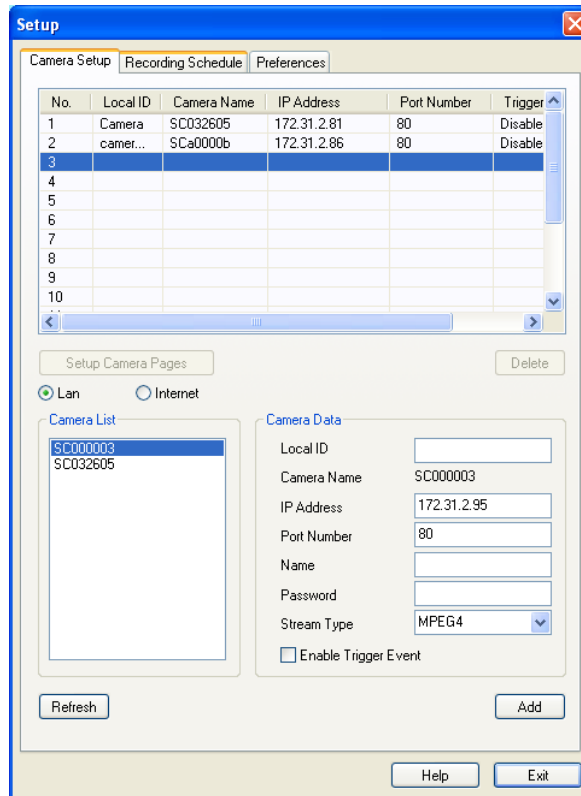 Setup
Camera Setup Recording Schedule Preferences
No. Local ID Camera Name IP Address Port Number Trigger
1 Camera SC032605 172.31.2.81 80 Disable
2 camer... SCa0000b 172.31.2.86 80 Disable
3
4
5
6
7
8
9
10
Setup Camera Pages Delete
Lan Internet
Camera List
SC000003
SC032605
Camera Data
Local ID
Camera Name SC000003
IP Address 172.31.2.95
Port Number 80
Name
Password
Stream Type MPEG4
Enable Trigger Event
Refresh Add
Help Exit